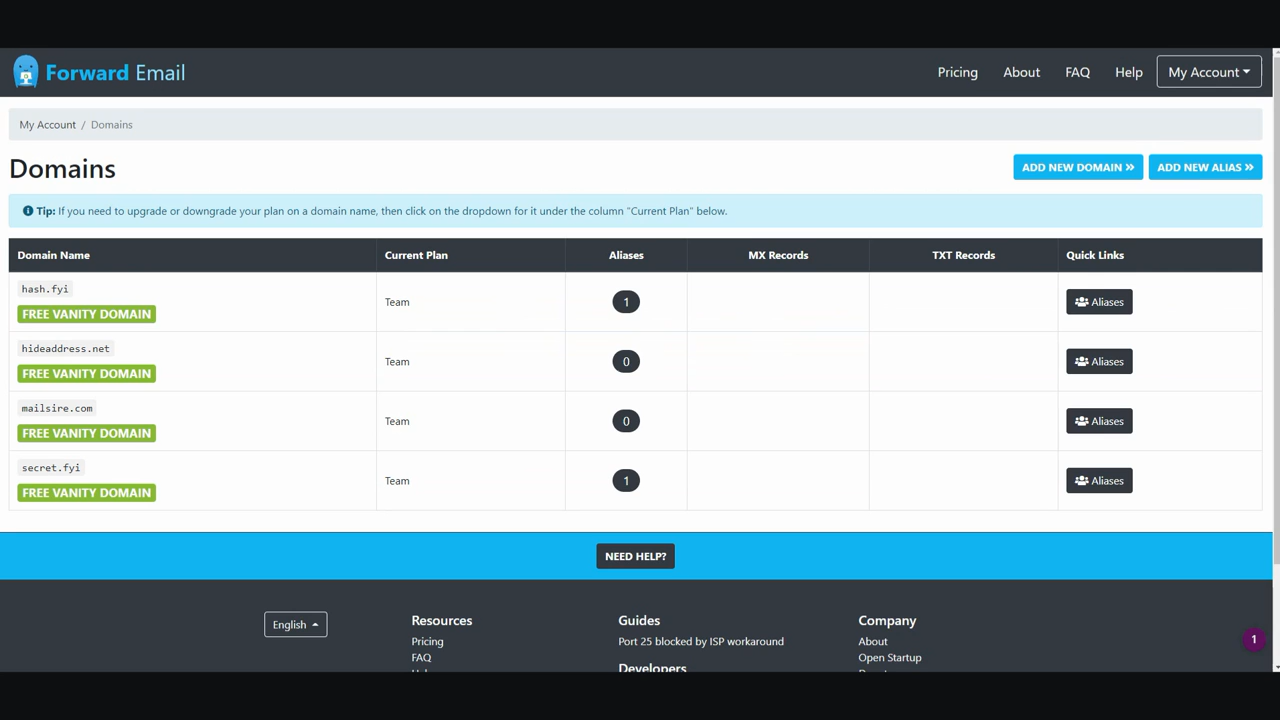 Forward Email
Pricing
About
FAQ
Help
My Account
My Account / Domains
Domains
ADD NEW DOMAIN »
ADD NEW ALIAS »
Tip: If you need to upgrade or downgrade your plan on a domain name, then click on the dropdown for it under the column "Current Plan" below.
Domain Name Current Plan Aliases MX Records TXT Records Quick Links
hash.fyi
FREE VANITY DOMAIN
Team 1 Aliases
hideaddress.net
FREE VANITY DOMAIN
Team 0 Aliases
mailsire.com
FREE VANITY DOMAIN
Team 0 Aliases
secret.fyi
FREE VANITY DOMAIN
Team 1 Aliases
NEED HELP?
English
Resources
Pricing
FAQ
Guides
Port 25 blocked by ISP workaround
Developers
Company
About
Open Startup
1